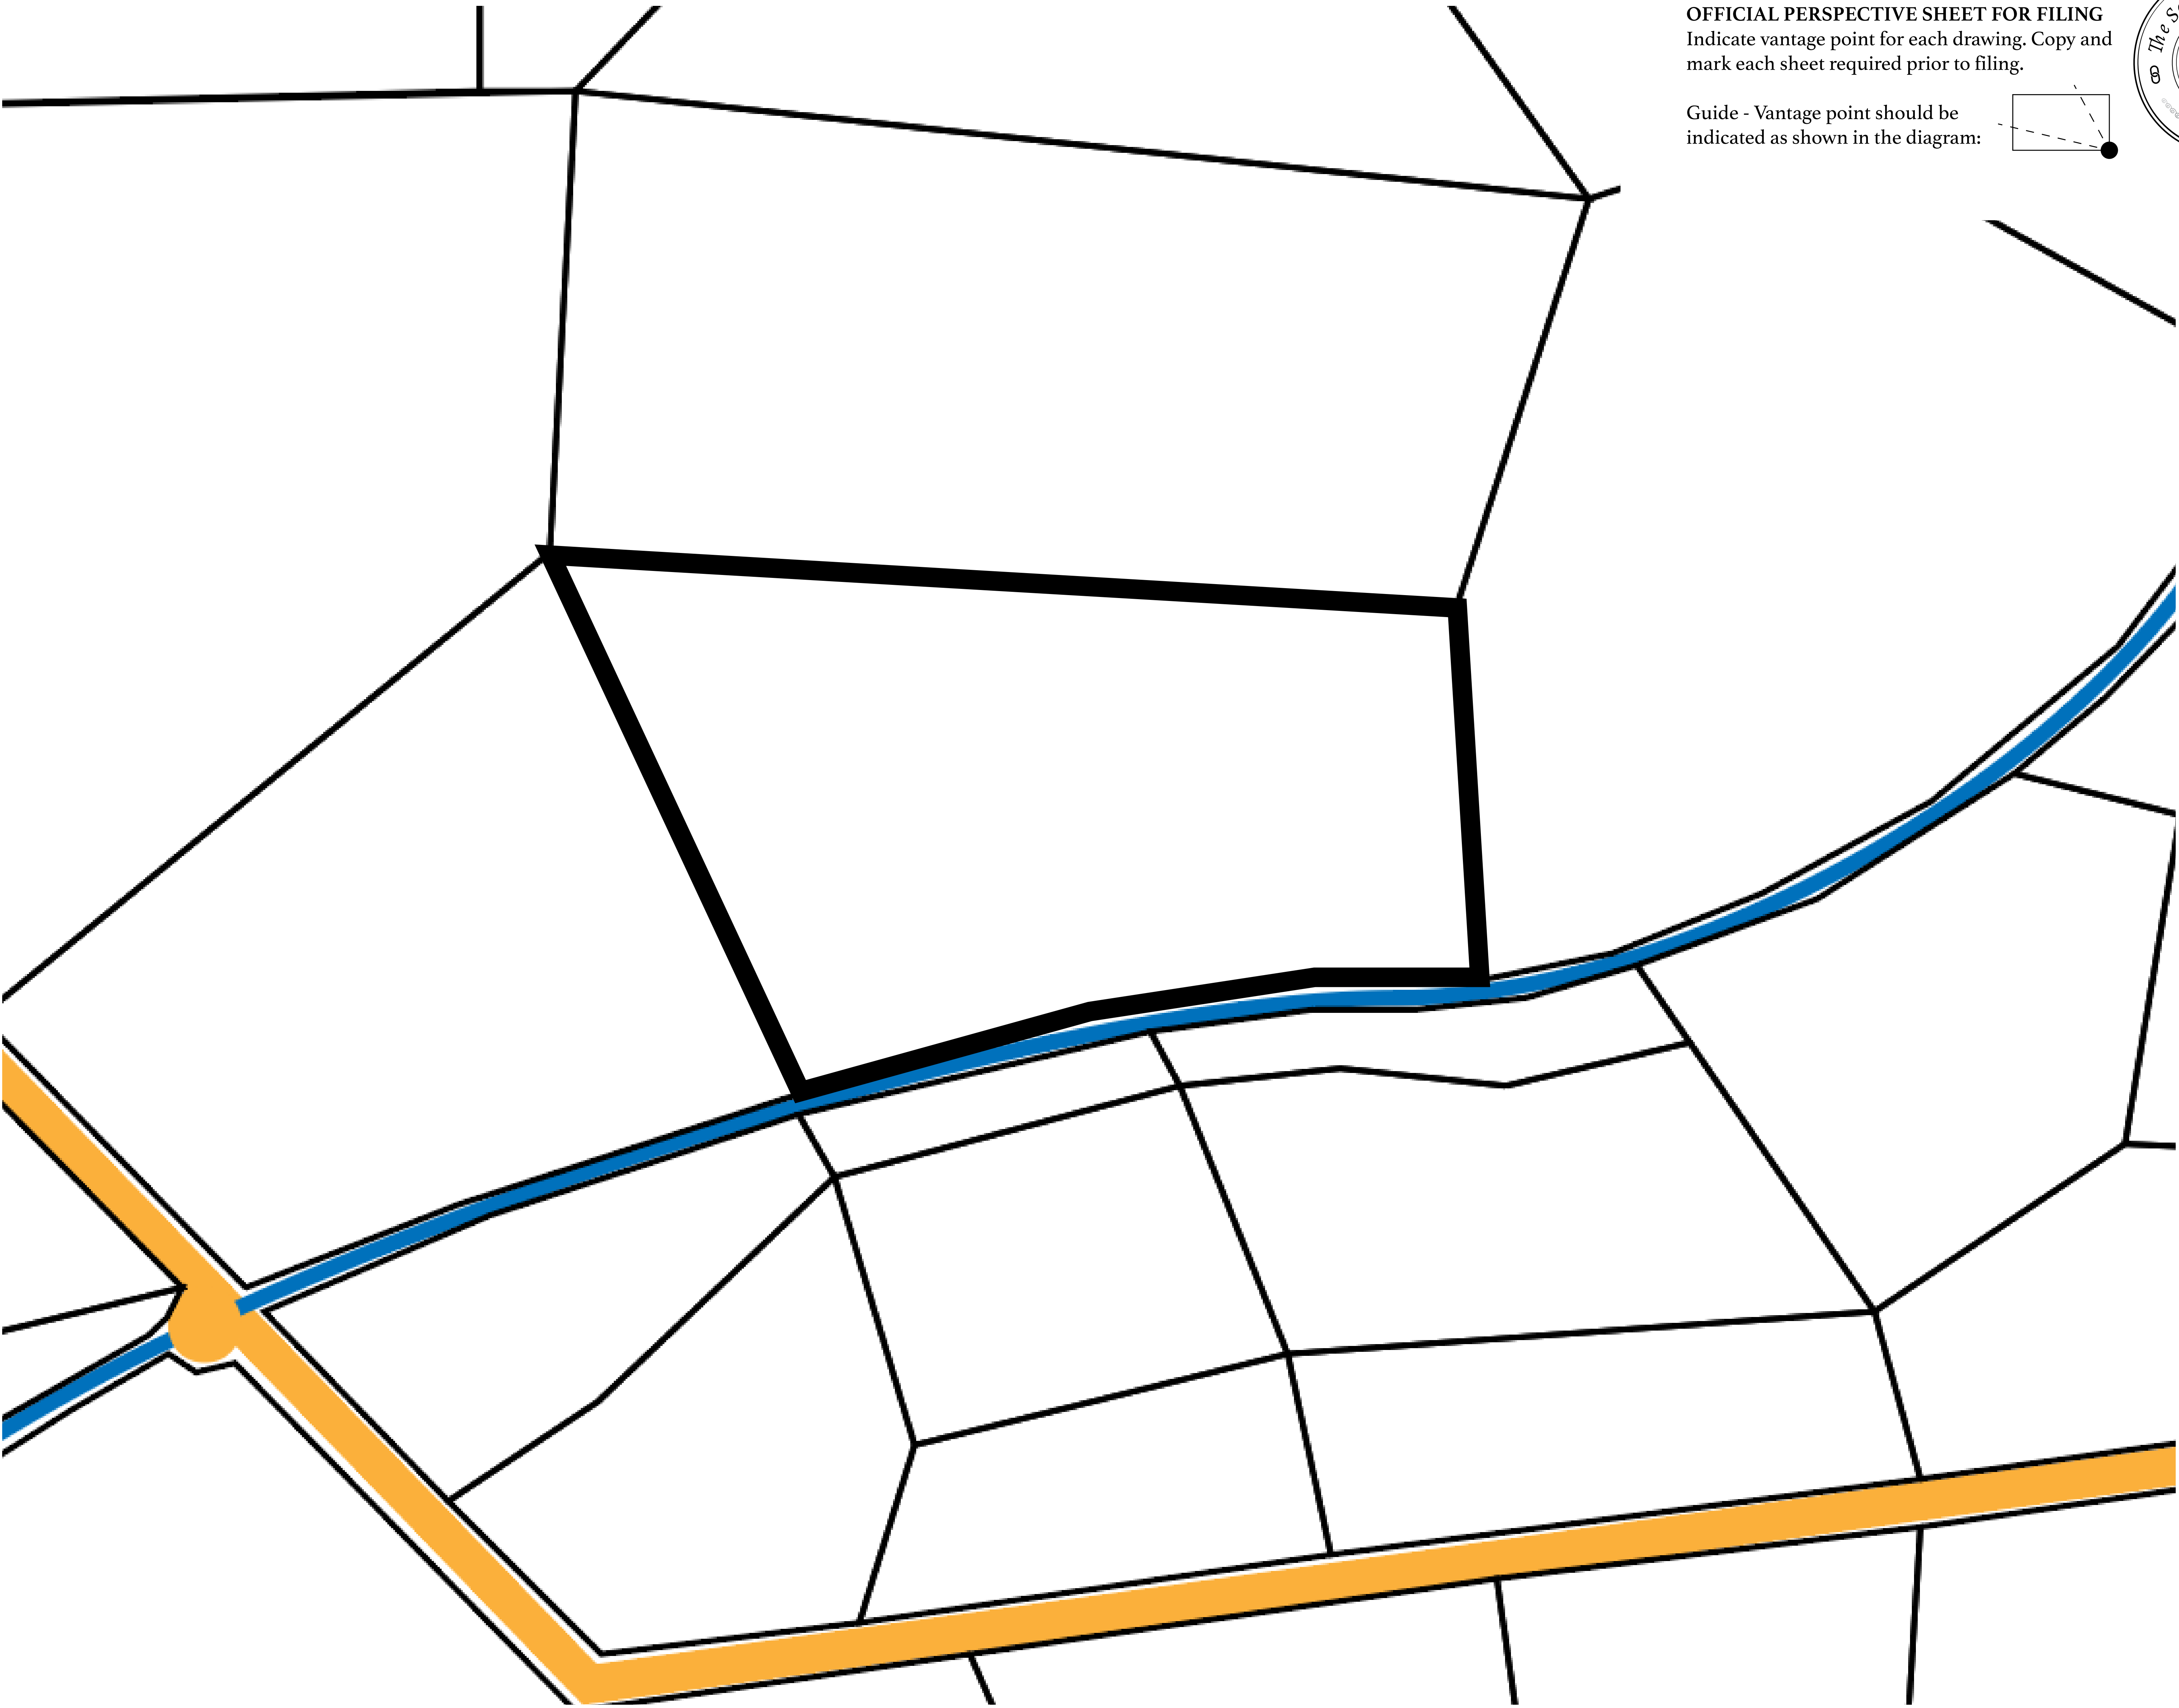 OFFICIAL PERSPECTIVE SHEET FOR FILING
Indicate vantage point for each drawing. Copy and
mark each sheet required prior to filing.
Guide - Vantage point should be
indicated as shown in the diagram:
The